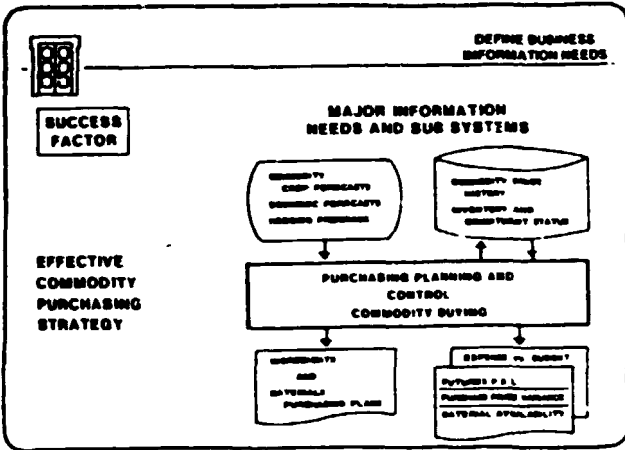 DEFINE BUSINESS
INFORMATION NEEDS
SUCCESS
FACTOR
MAJOR INFORMATION
NEEDS AND SUB SYSTEMS
COMMODITY
CROP FORECASTS
ECONOMIC FORECASTS
HEDGING PROGRAMS
COMMODITY PRICE
HISTORY
INVENTORY AND
COMMITMENT STATUS
EFFECTIVE
COMMODITY
PURCHASING
STRATEGY
PURCHASING PLANNING AND
CONTROL
COMMODITY BUYING
INGREDIENTS
AND
MATERIALS
PURCHASING PLANS
EXPENSE vs BUDGET
FUTURES P & L
PURCHASE PRICE VARIANCE
MATERIAL AVAILABILITY